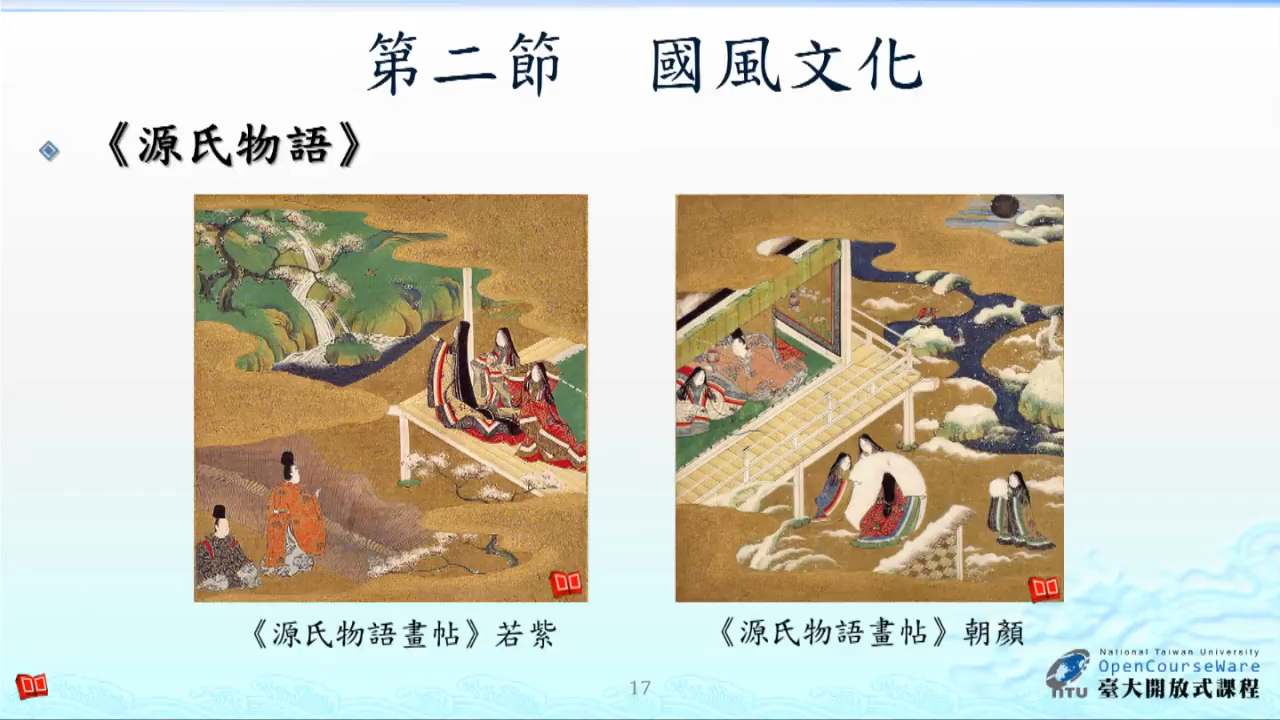 第二節 國風文化
《源氏物語》
《源氏物語畫帖》若紫
《源氏物語畫帖》朝顏
17
National Taiwan University
OpenCourseWare
NTU 臺大開放式課程